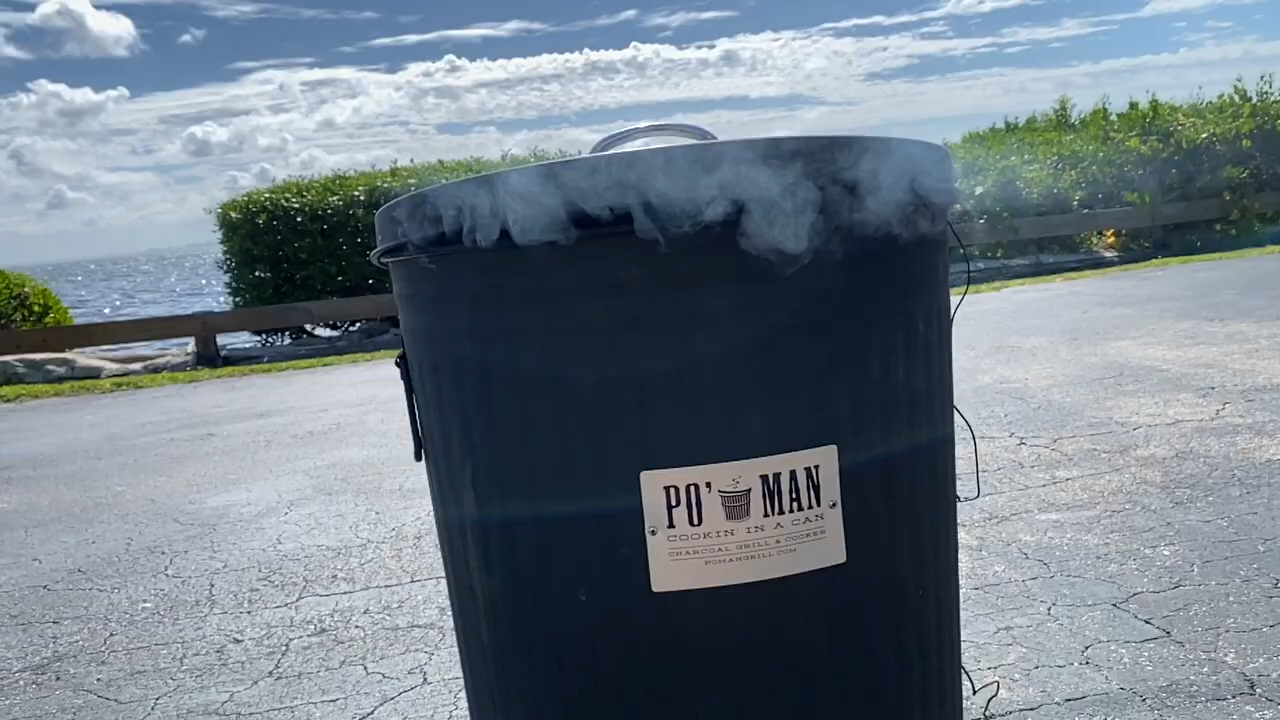 PO' MAN
COOKIN' IN A CAN
CHARCOAL GRILL & COOKER
POMANGRILL.COM